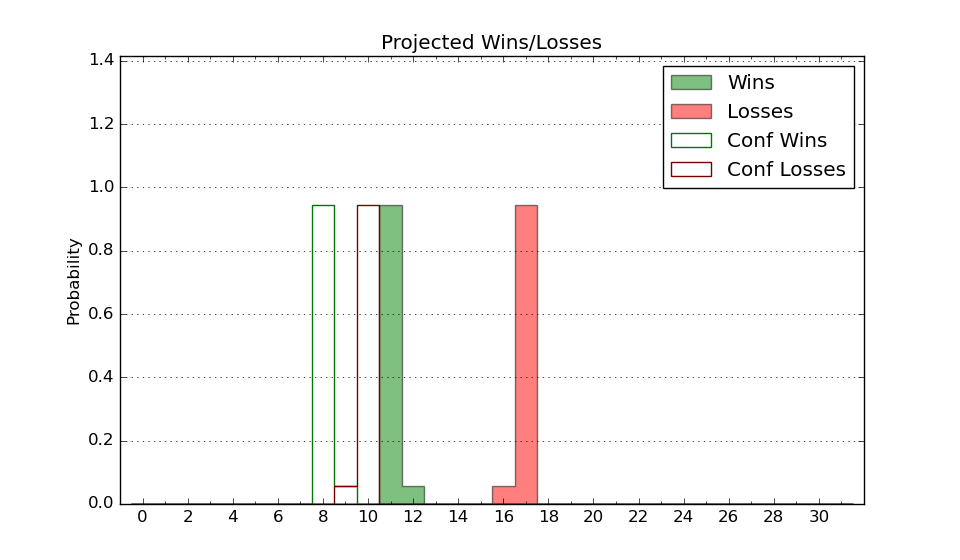 Projected Wins/Losses
1.4
1.2
1.0
0.8
0.6
0.4
0.2
0.0
Probability
Wins
Losses
Conf Wins
Conf Losses
0 2 4 6 8 10 12 14 16 18 20 22 24 26 28 30